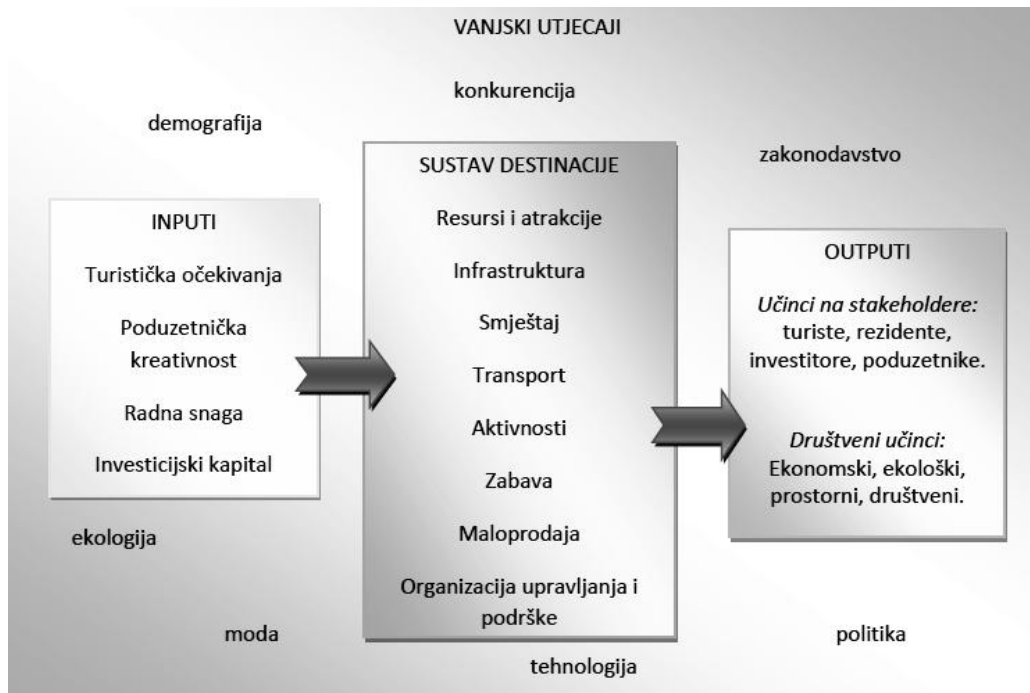 VANJSKI UTJECAJI
konkurencija
demografija
zakonodavstvo
INPUTI
Turistička očekivanja
Poduzetnička
kreativnost
Radna snaga
Investicijski kapital
SUSTAV DESTINACIJE
Resursi i atrakcije
Infrastruktura
Smještaj
Transport
Aktivnosti
Zabava
Maloprodaja
Organizacija upravljanja i
podrške
OUTPUTI
Učinci na stakeholdere:
turiste, rezidente,
investitore, poduzetnike.
Društveni učinci:
Ekonomski, ekološki,
prostorni, društveni.
ekologija
moda
tehnologija
politika